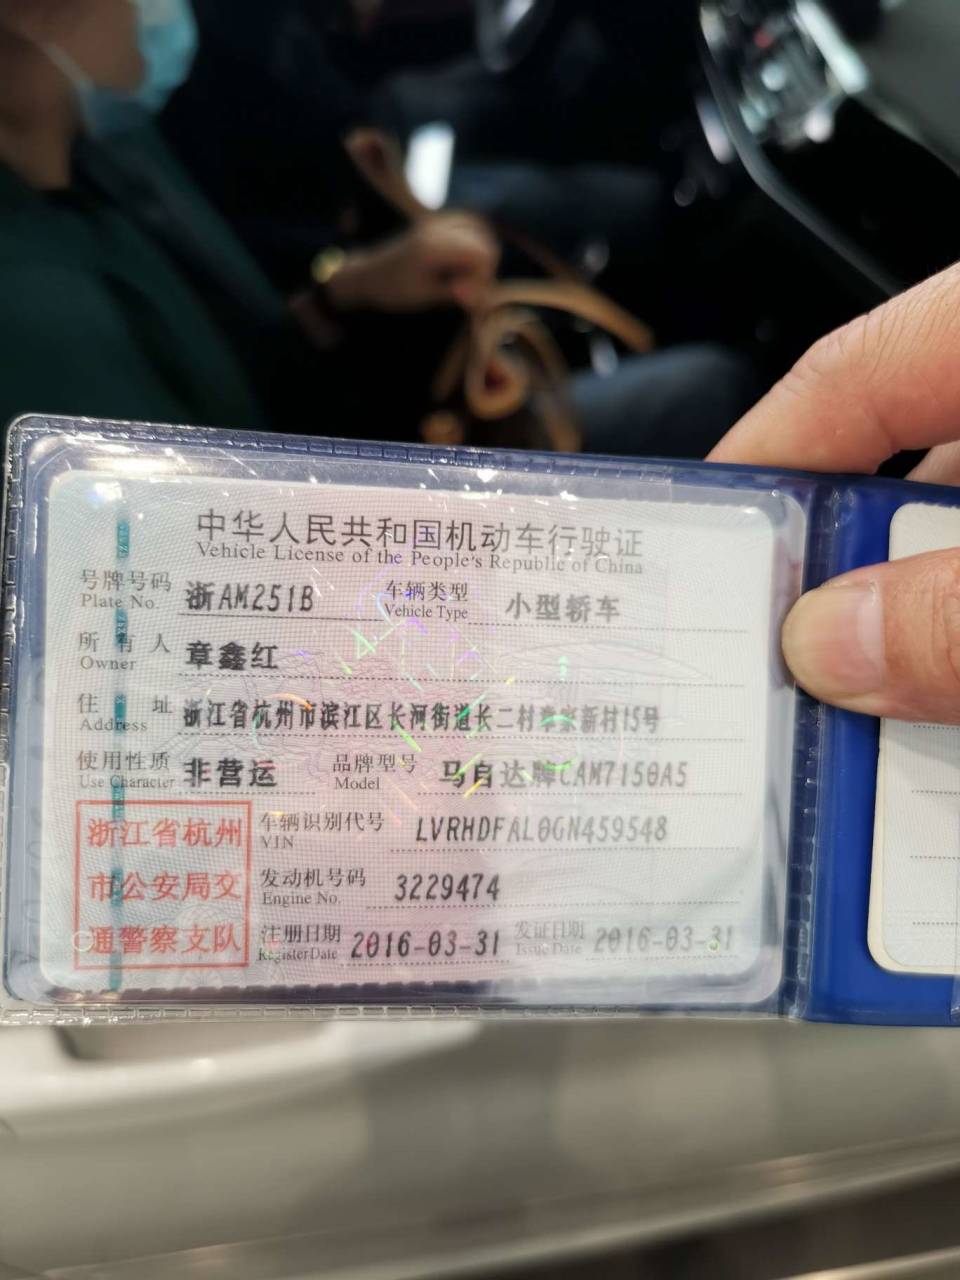 中华人民共和国机动车行驶证
Vehicle License of the People's Republic of China
号牌号码 浙AM251B 车辆类型 小型轿车
Plate No. Vehicle Type
所有人 章鑫红
Owner
住址 浙江省杭州市滨江区长河街道长二村章家新村15号
Address
使用性质 非营运 品牌型号 马自达牌CAM7150A5
Use Character Model
浙江省杭州 车辆识别代号 LVRHDFAL0GN459548
VIN
市公安局交 发动机号码 3229474
Engine No.
通警察支队 注册日期 2016-03-31 发证日期 2016-03-31
Register Date Issue Date